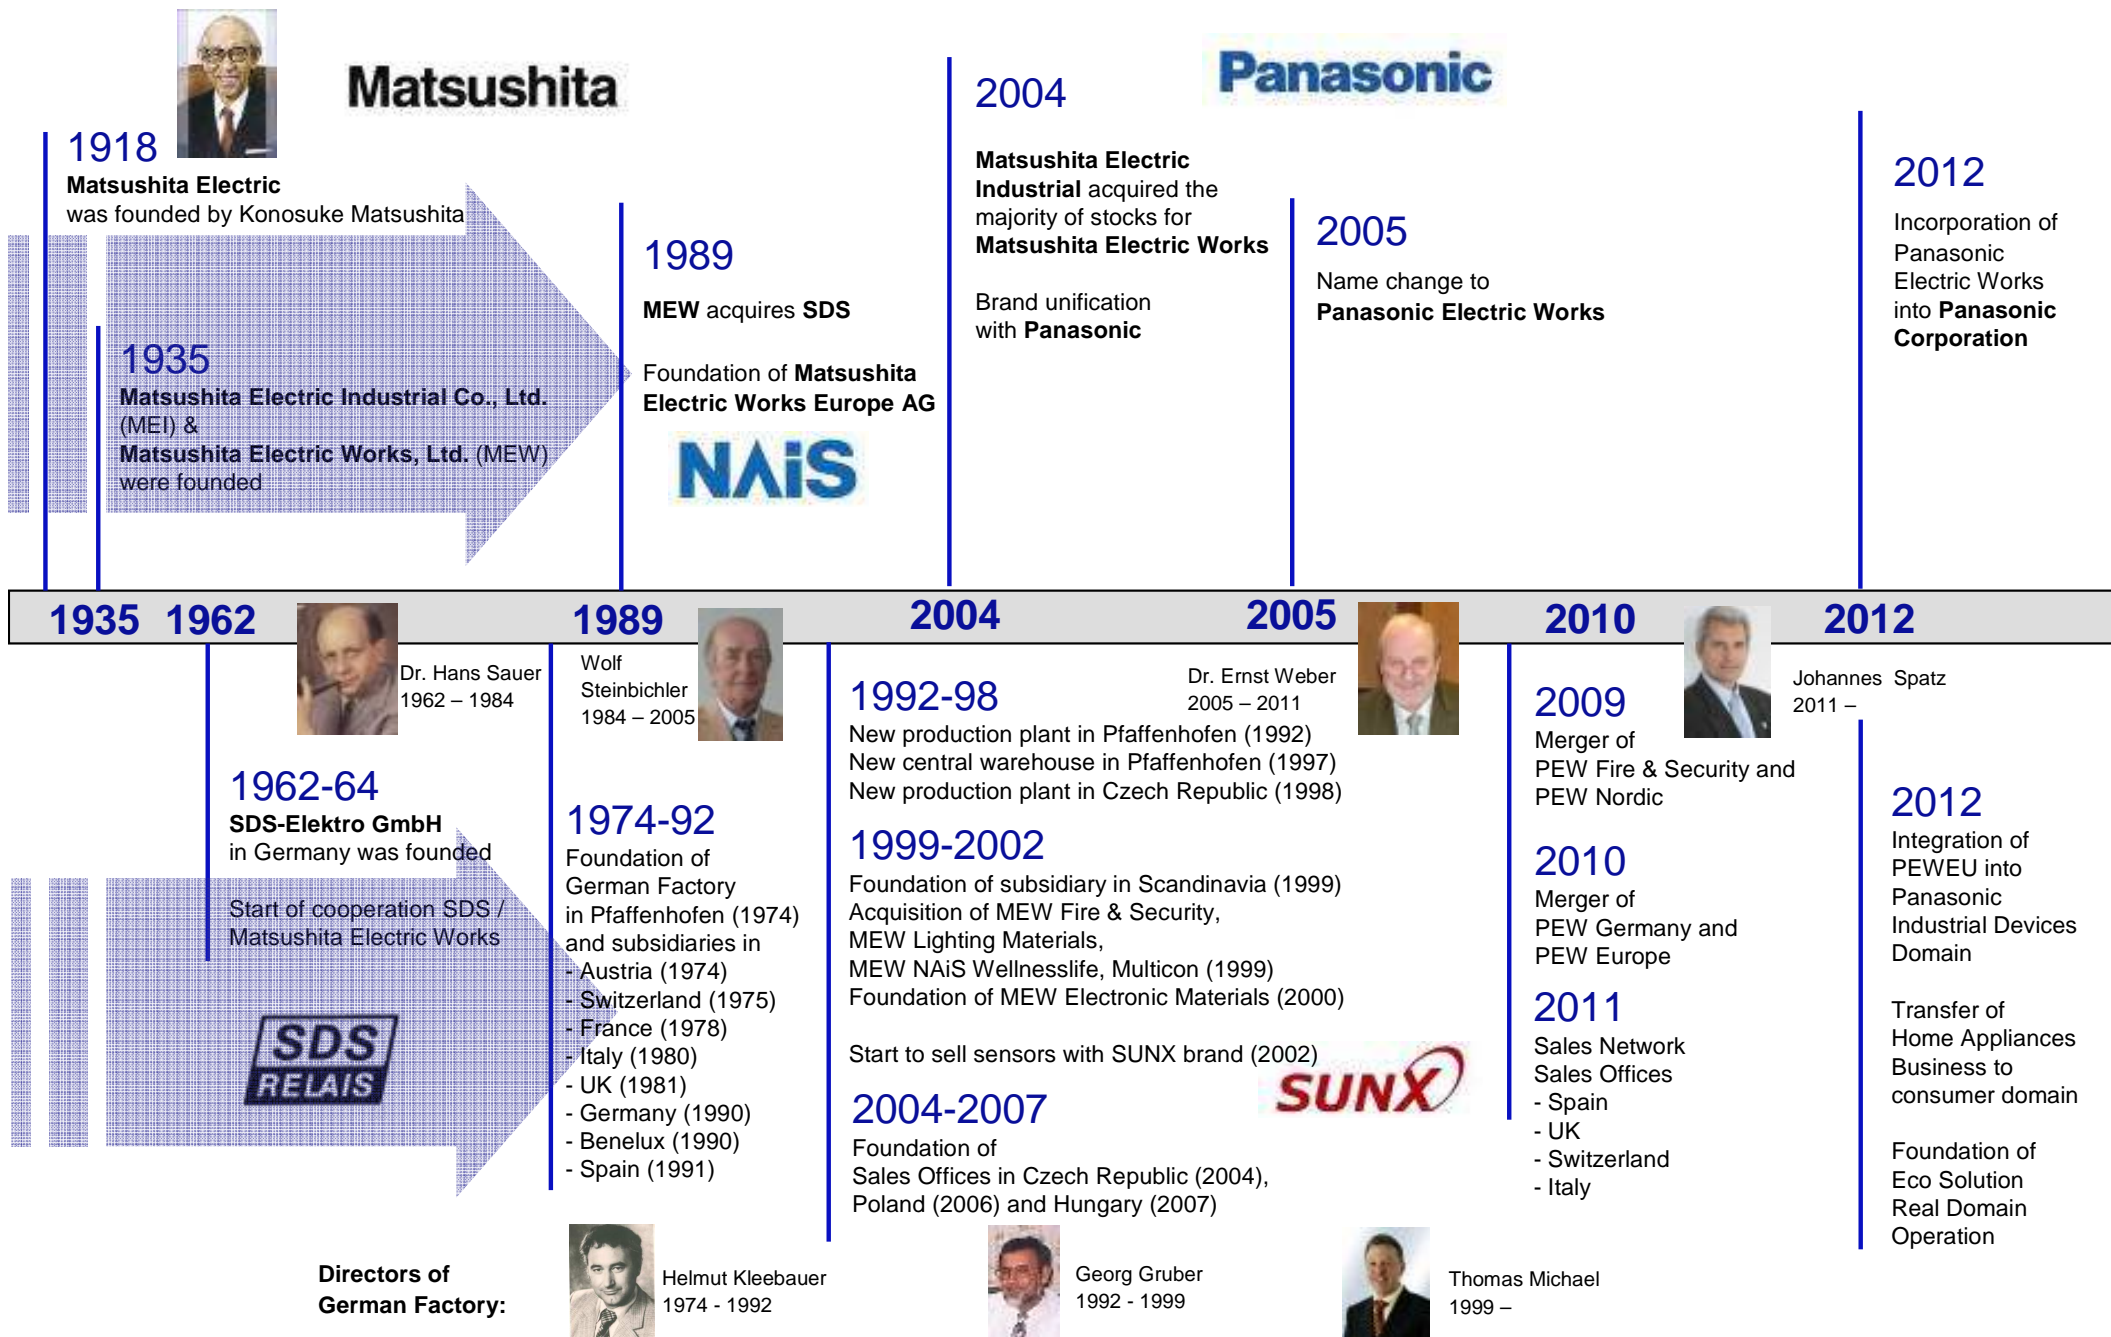 Matsushita
Panasonic
1918
Matsushita Electric
was founded by Konosuke Matsushita
1935
Matsushita Electric Industrial Co., Ltd.
(MEI) &
Matsushita Electric Works, Ltd. (MEW)
were founded
1989
MEW acquires SDS
Foundation of Matsushita
Electric Works Europe AG
NAiS
2004
Matsushita Electric
Industrial acquired the
majority of stocks for
Matsushita Electric Works
Brand unification
with Panasonic
2005
Name change to
Panasonic Electric Works
2012
Incorporation of
Panasonic
Electric Works
into Panasonic
Corporation
1935 1962 1989 2004 2005 2010 2012
Dr. Hans Sauer
1962 – 1984
Wolf
Steinbichler
1984 – 2005
Dr. Ernst Weber
2005 – 2011
Johannes Spatz
2011 –
1962-64
SDS-Elektro GmbH
in Germany was founded
Start of cooperation SDS /
Matsushita Electric Works
SDS
RELAIS
1974-92
Foundation of
German Factory
in Pfaffenhofen (1974)
and subsidiaries in
- Austria (1974)
- Switzerland (1975)
- France (1978)
- Italy (1980)
- UK (1981)
- Germany (1990)
- Benelux (1990)
- Spain (1991)
1992-98
New production plant in Pfaffenhofen (1992)
New central warehouse in Pfaffenhofen (1997)
New production plant in Czech Republic (1998)
1999-2002
Foundation of subsidiary in Scandinavia (1999)
Acquisition of MEW Fire & Security,
MEW Lighting Materials,
MEW NAiS Wellnesslife, Multicon (1999)
Foundation of MEW Electronic Materials (2000)
Start to sell sensors with SUNX brand (2002)
SUNX
2004-2007
Foundation of
Sales Offices in Czech Republic (2004),
Poland (2006) and Hungary (2007)
2009
Merger of
PEW Fire & Security and
PEW Nordic
2010
Merger of
PEW Germany and
PEW Europe
2011
Sales Network
Sales Offices
- Spain
- UK
- Switzerland
- Italy
2012
Integration of
PEWEU into
Panasonic
Industrial Devices
Domain
Transfer of
Home Appliances
Business to
consumer domain
Foundation of
Eco Solution
Real Domain
Operation
Directors of
German Factory:
Helmut Kleebauer
1974 - 1992
Georg Gruber
1992 - 1999
Thomas Michael
1999 –